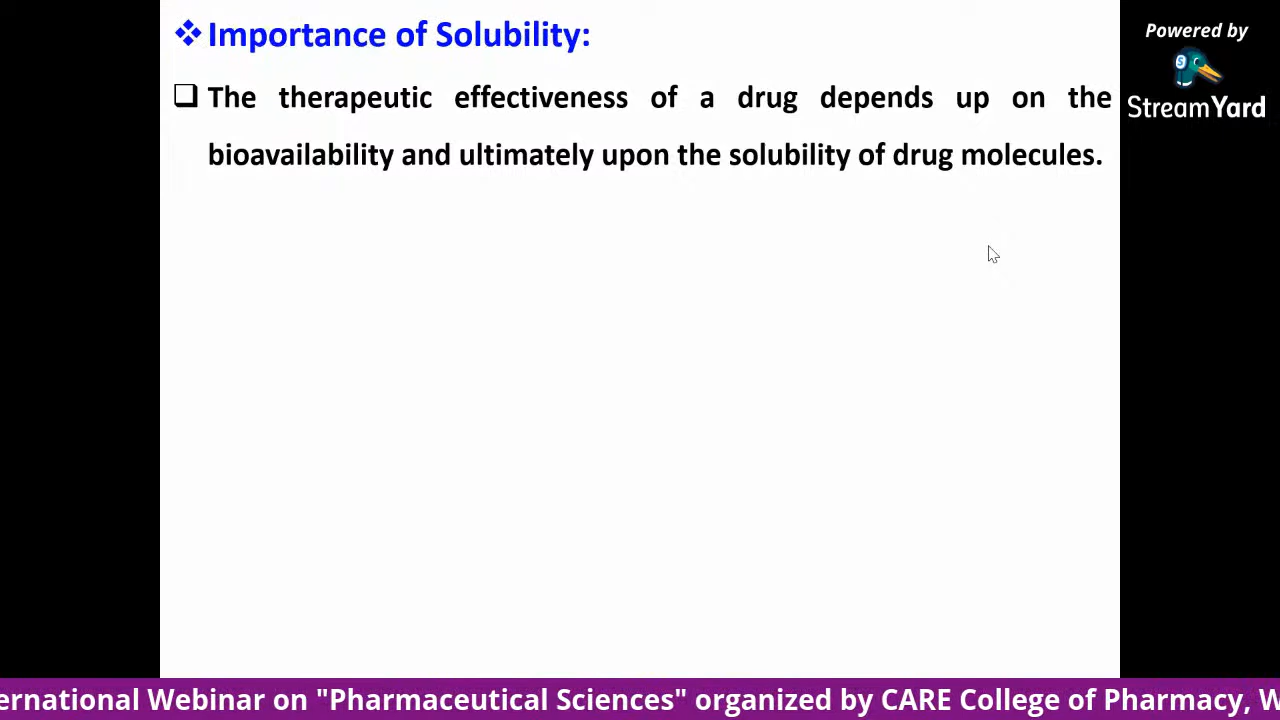 Importance of Solubility:
The therapeutic effectiveness of a drug depends up on the
bioavailability and ultimately upon the solubility of drug molecules.
Powered by
StreamYard
ernational Webinar on "Pharmaceutical Sciences" organized by CARE College of Pharmacy, W